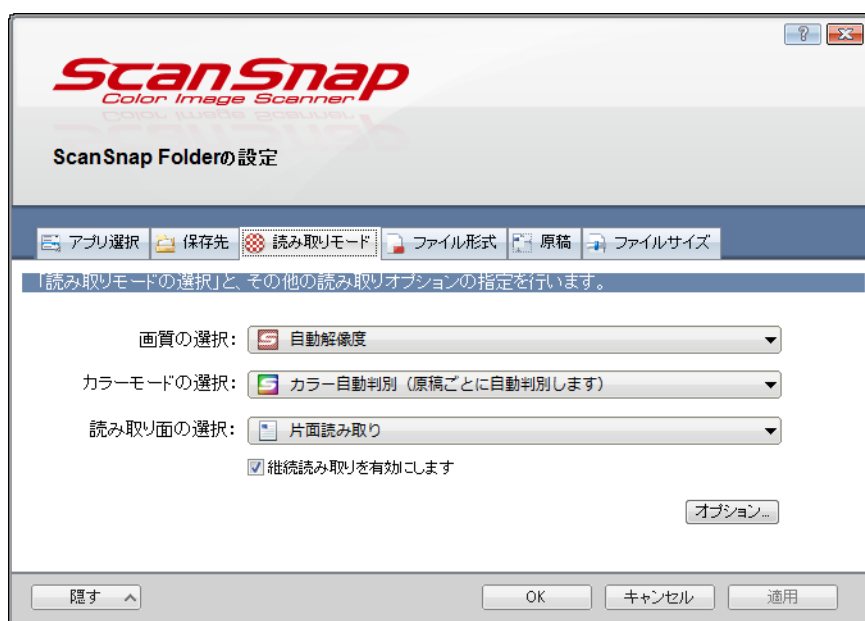 ScanSnap
Color Image Scanner
ScanSnap Folderの設定
アプリ選択 保存先 読み取りモード ファイル形式 原稿 ファイルサイズ
「読み取りモードの選択」と、その他の読み取りオプションの指定を行います。
画質の選択: 自動解像度
カラーモードの選択: カラー自動判別（原稿ごとに自動判別します）
読み取り面の選択: 片面読み取り
継続読み取りを有効にします
オプション...
隠す OK キャンセル 適用